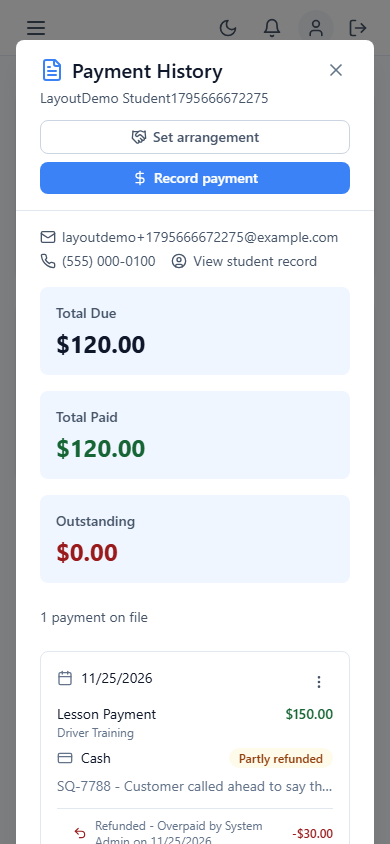 Payment History
LayoutDemo Student1795666672275
Set arrangement
Record payment
layoutdemo+1795666672275@example.com
(555) 000-0100 View student record
Total Due
$120.00
Total Paid
$120.00
Outstanding
$0.00
1 payment on file
11/25/2026
Lesson Payment $150.00
Driver Training
Cash Partly refunded
SQ-7788 - Customer called ahead to say th...
Refunded - Overpaid by System -$30.00
Admin on 11/25/2026